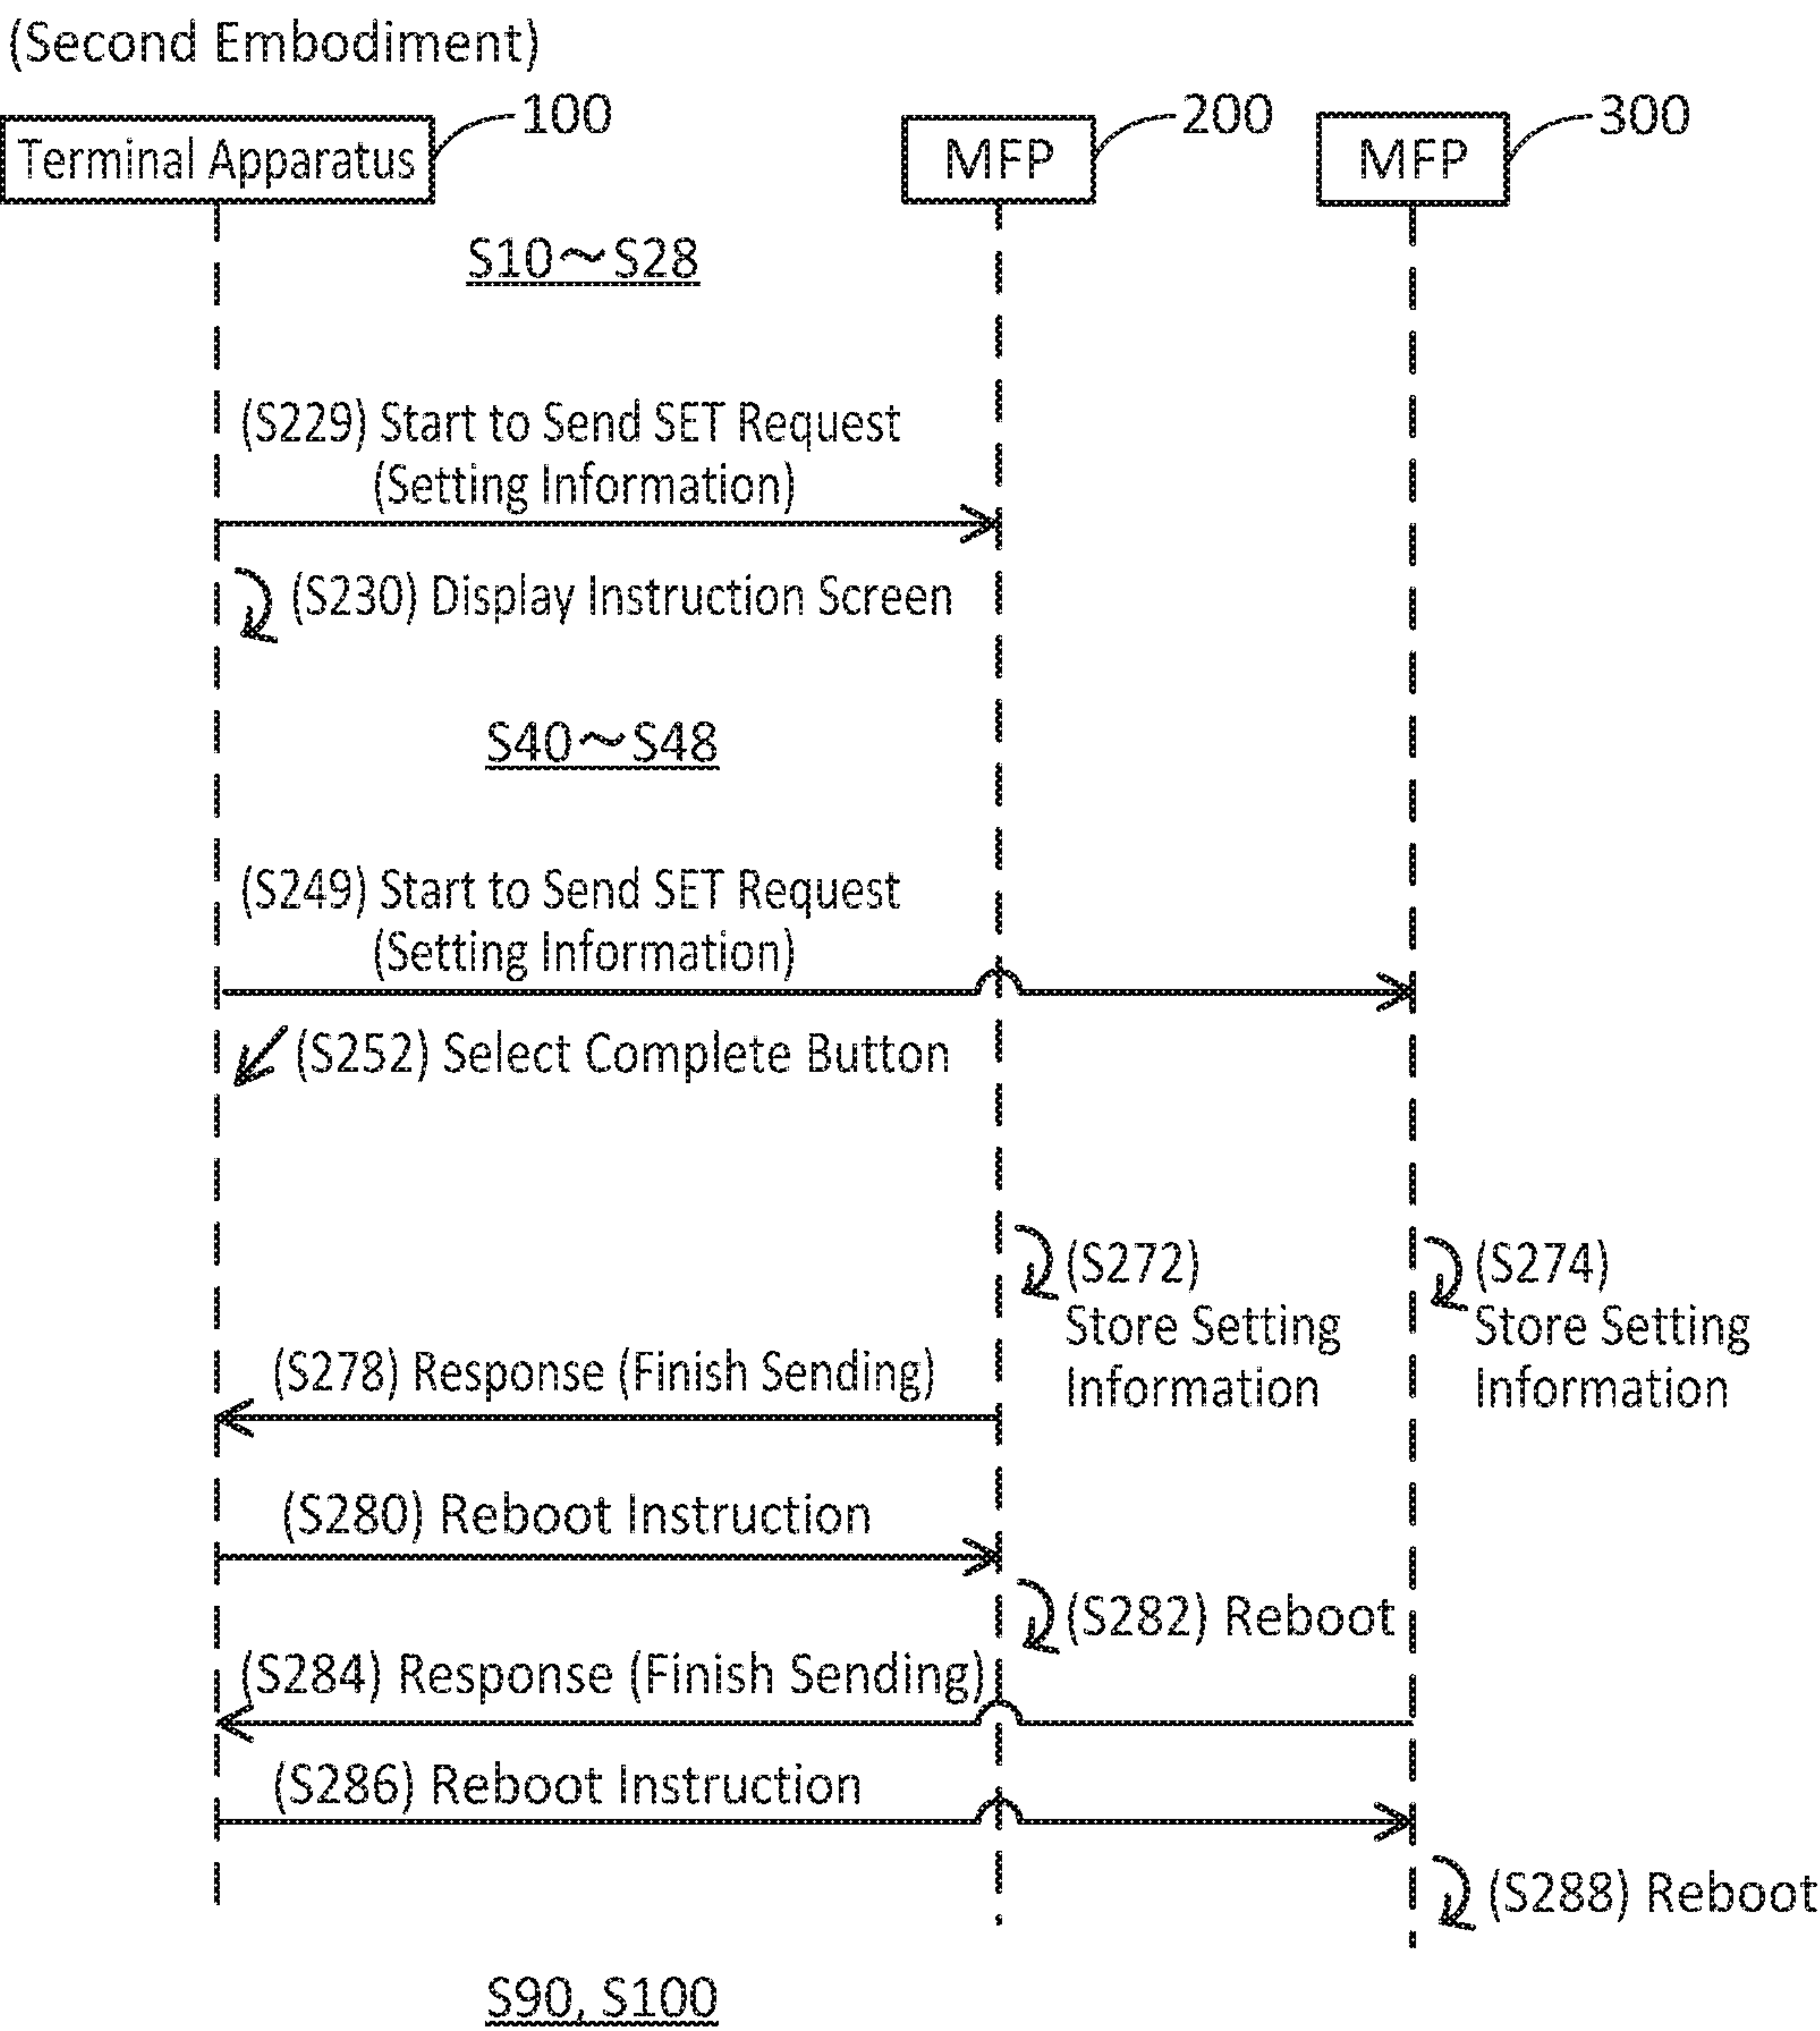 (Second Embodiment)
100
200
300
Terminal Apparatus
MFP
MFP
S10～S28
(S229) Start to Send SET Request
(Setting Information)
(S230) Display Instruction Screen
S40～S48
(S249) Start to Send SET Request
(Setting Information)
(S252) Select Complete Button
(S272)
Store Setting
Information
(S274)
Store Setting
Information
(S278) Response (Finish Sending)
(S280) Reboot Instruction
(S282) Reboot
(S284) Response (Finish Sending)
(S286) Reboot Instruction
(S288) Reboot
S90, S100